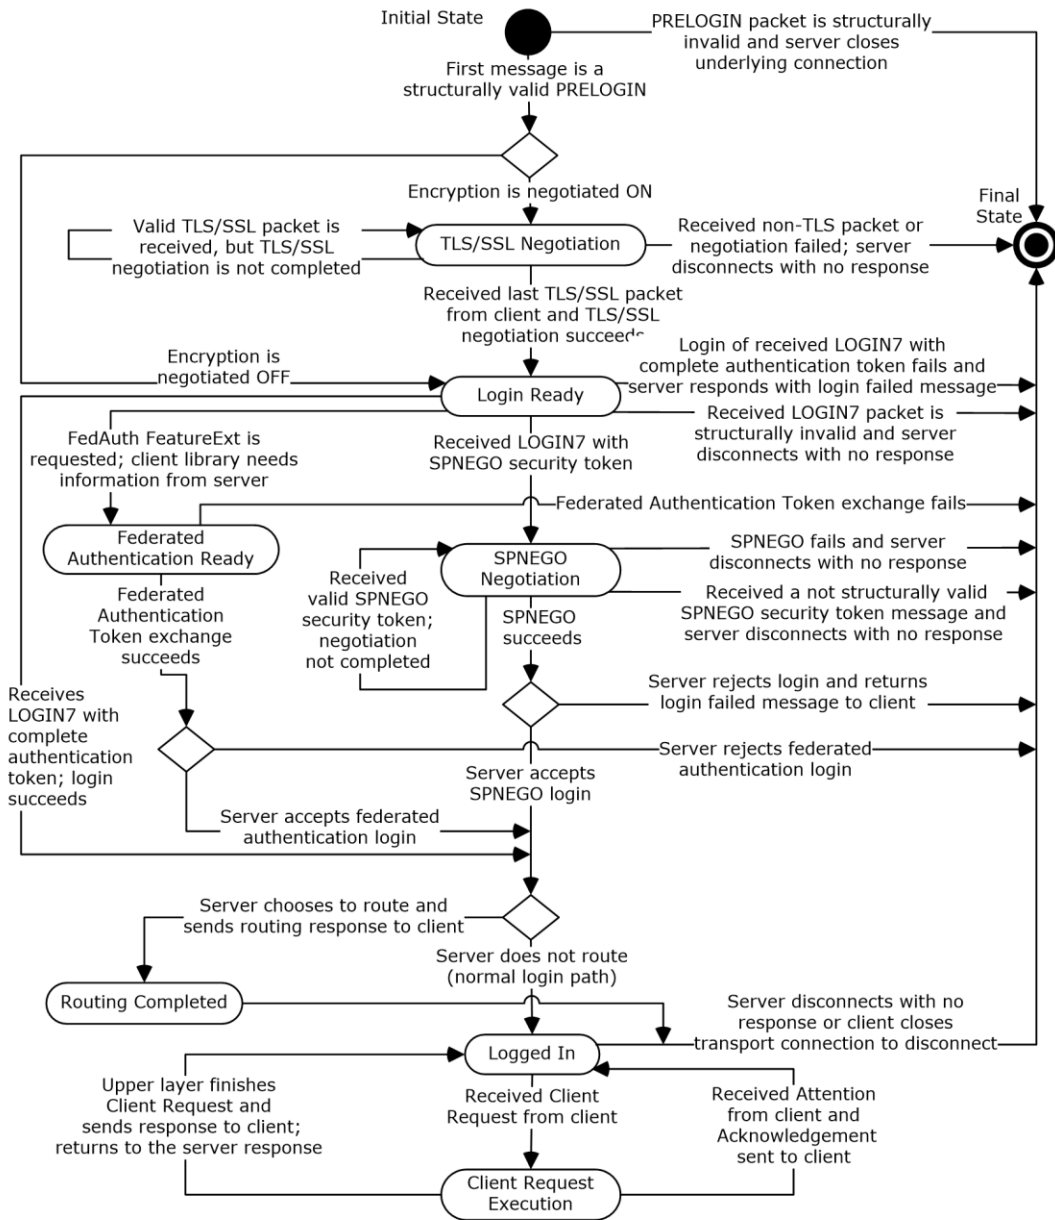 Initial State
PRELOGIN packet is structurally
invalid and server closes
underlying connection
First message is a
structurally valid PRELOGIN
Encryption is negotiated ON
Final
State
Valid TLS/SSL packet is
received, but TLS/SSL
negotiation is not completed
TLS/SSL Negotiation
Received non-TLS packet or
negotiation failed; server
disconnects with no response
Received last TLS/SSL packet
from client and TLS/SSL
negotiation succeeds
Encryption is
negotiated OFF
Login of received LOGIN7 with
complete authentication token fails and
server responds with login failed message
Login Ready
Received LOGIN7 packet is
structurally invalid and server
disconnects with no response
FedAuth FeatureExt is
requested; client library needs
information from server
Received LOGIN7 with
SPNEGO security token
Federated Authentication Token exchange fails
Federated
Authentication Ready
SPNEGO
Negotiation
SPNEGO fails and server
disconnects with no response
Received
valid SPNEGO
security token;
negotiation
not completed
Received a not structurally valid
SPNEGO security token message and
server disconnects with no response
Federated
Authentication
Token exchange
succeeds
SPNEGO
succeeds
Server rejects login and returns
login failed message to client
Receives
LOGIN7 with
complete
authentication
token; login
succeeds
Server rejects federated
authentication login
Server accepts
SPNEGO login
Server accepts federated
authentication login
Server chooses to route and
sends routing response to client
Server does not route
(normal login path)
Routing Completed
Server disconnects with no
response or client closes
transport connection to disconnect
Logged In
Upper layer finishes
Client Request and
sends response to client;
returns to the server response
Received Client
Request from client
Received Attention
from client and
Acknowledgement
sent to client
Client Request
Execution